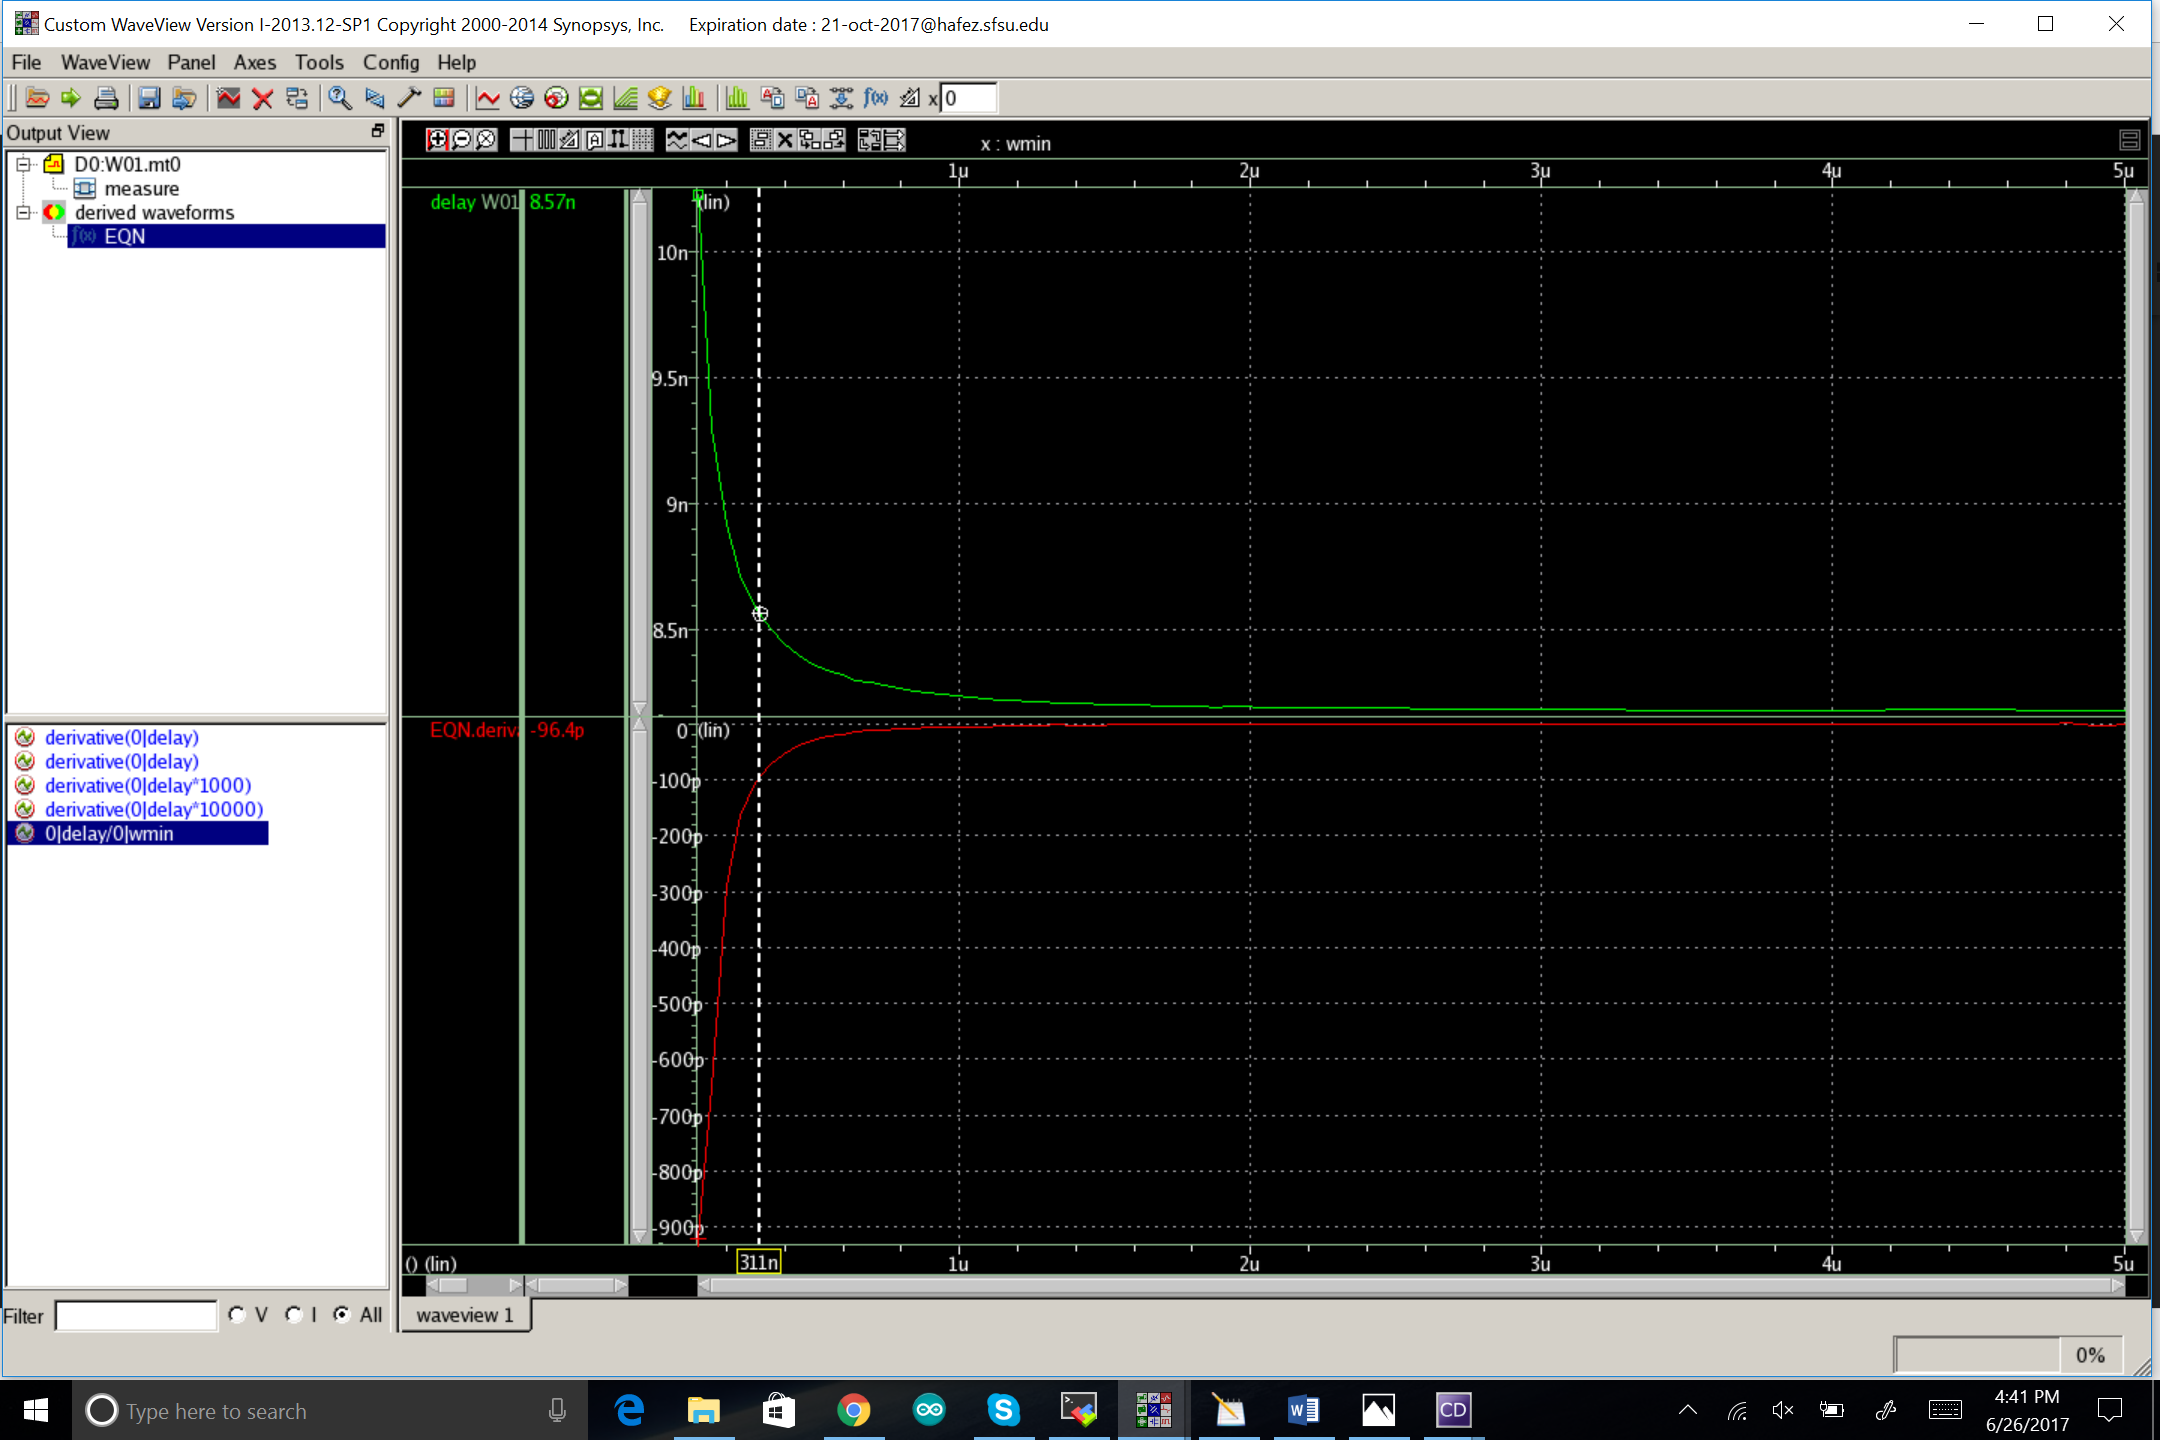 Custom WaveView Version I-2013.12-SP1 Copyright 2000-2014 Synopsys, Inc. Expiration date : 21-oct-2017@hafez.sfsu.edu
File WaveView Panel Axes Tools Config Help
x 0
Output View
D0:W01.mt0
measure
derived waveforms
f(x) EQN
derivative(0|delay)
derivative(0|delay)
derivative(0|delay*1000)
derivative(0|delay*10000)
0|delay/0|wmin
Filter V I All
x : wmin
1u 2u 3u 4u 5u
delay W01 8.57n
(lin)
10n
9.5n
9n
8.5n
EQN.deriva -96.4p
0 (lin)
-100p
-200p
-300p
-400p
-500p
-600p
-700p
-800p
-900p
() (lin) 311n 1u 2u 3u 4u 5u
waveview 1
0%
Type here to search
CD
4:41 PM
6/26/2017